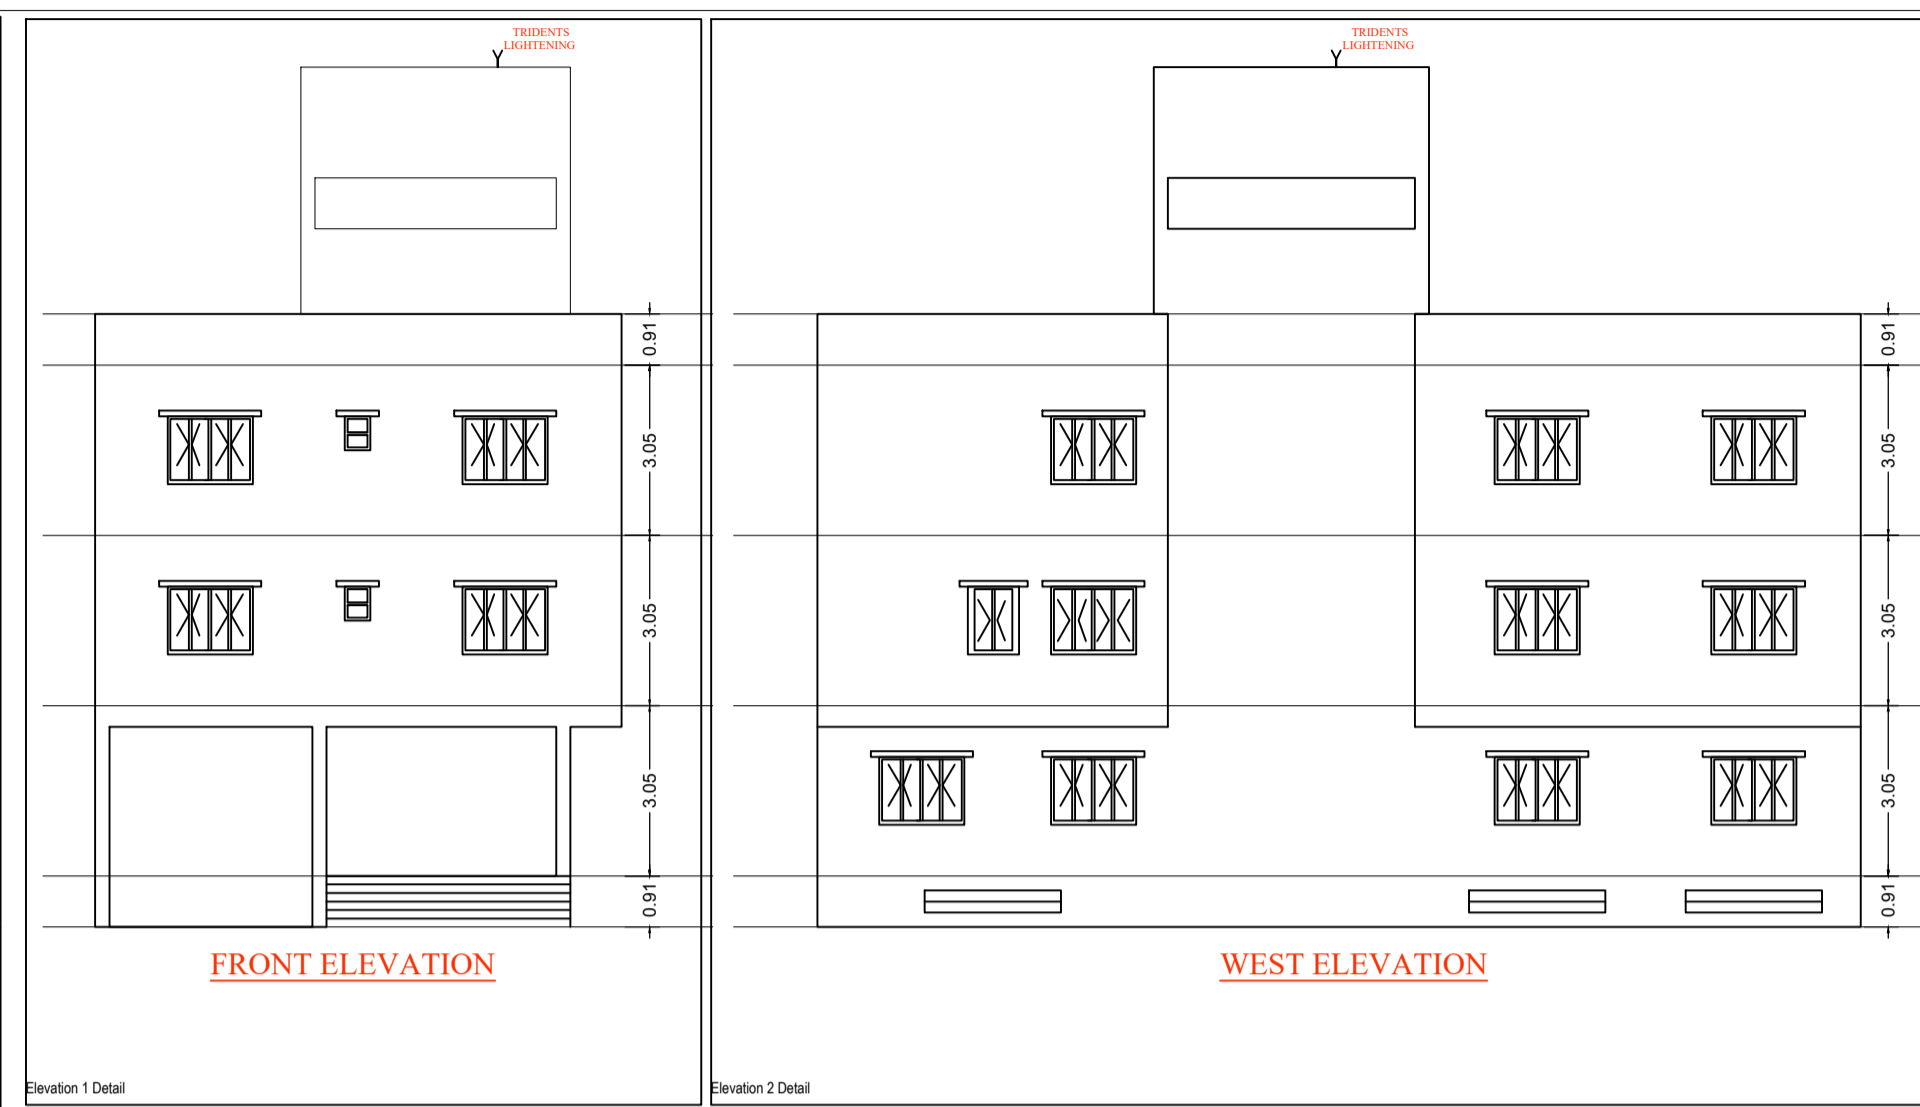 TRIDENTS
LIGHTENING
0.91
3.05
3.05
3.05
0.91
FRONT ELEVATION
Elevation 1 Detail
TRIDENTS
LIGHTENING
0.91
3.05
3.05
3.05
0.91
WEST ELEVATION
Elevation 2 Detail